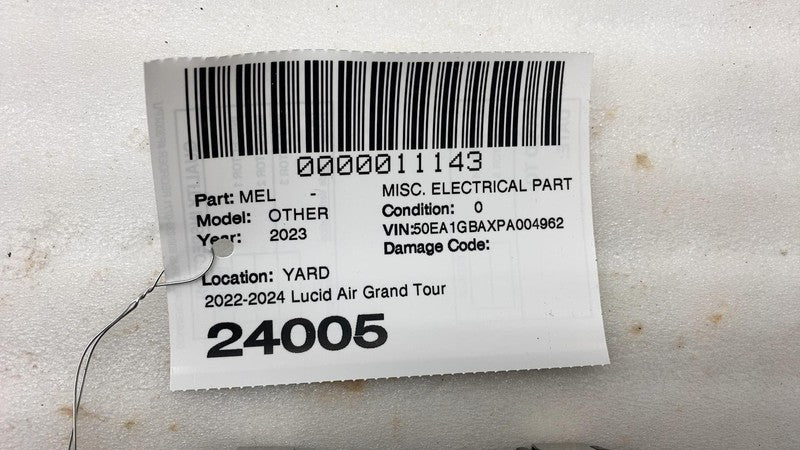 0000011143
Part: MEL - MISC. ELECTRICAL PART
Model: OTHER Condition: 0
Year: 2023 VIN:50EA1GBAXPA004962
Damage Code:
Location: YARD
2022-2024 Lucid Air Grand Tour
24005